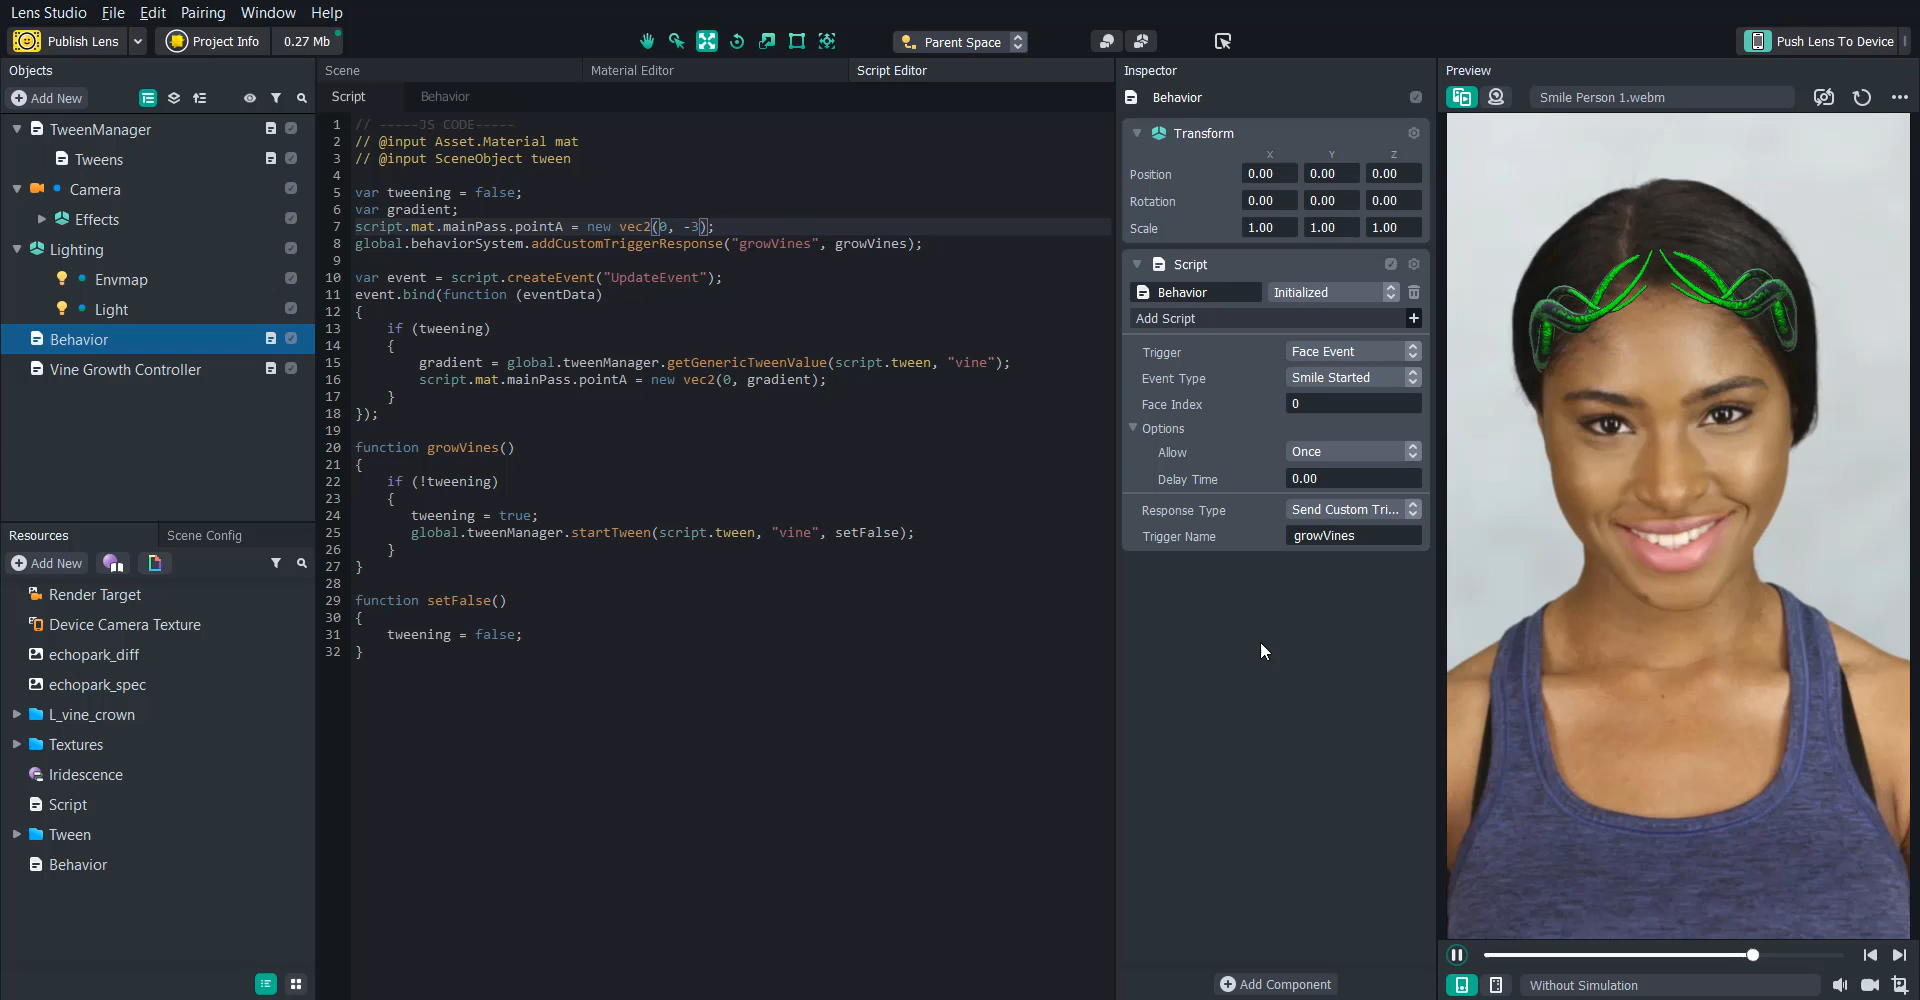 Lens Studio File Edit Pairing Window Help
Publish Lens Project Info 0.27 Mb Parent Space Push Lens To Device
Objects
Add New
TweenManager
Tweens
Camera
Effects
Lighting
Envmap
Light
Behavior
Vine Growth Controller
Resources Scene Config
Add New
Render Target
Device Camera Texture
echopark_diff
echopark_spec
L_vine_crown
Textures
Iridescence
Script
Tween
Behavior
Scene Material Editor Script Editor
Script Behavior
1 // -----JS CODE-----
2 // @input Asset.Material mat
3 // @input SceneObject tween
4
5 var tweening = false;
6 var gradient;
7 script.mat.mainPass.pointA = new vec2(0, -3);
8 global.behaviorSystem.addCustomTriggerResponse("growVines", growVines);
9
10 var event = script.createEvent("UpdateEvent");
11 event.bind(function (eventData)
12 {
13 if (tweening)
14 {
15 gradient = global.tweenManager.getGenericTweenValue(script.tween, "vine");
16 script.mat.mainPass.pointA = new vec2(0, gradient);
17 }
18 });
19
20 function growVines()
21 {
22 if (!tweening)
23 {
24 tweening = true;
25 global.tweenManager.startTween(script.tween, "vine", setFalse);
26 }
27 }
28
29 function setFalse()
30 {
31 tweening = false;
32 }
Inspector
Behavior
Transform
X Y Z
Position 0.00 0.00 0.00
Rotation 0.00 0.00 0.00
Scale 1.00 1.00 1.00
Script
Behavior Initialized
Add Script
Trigger Face Event
Event Type Smile Started
Face Index 0
Options
Allow Once
Delay Time 0.00
Response Type Send Custom Tri...
Trigger Name growVines
Add Component
Preview
Smile Person 1.webm
Without Simulation